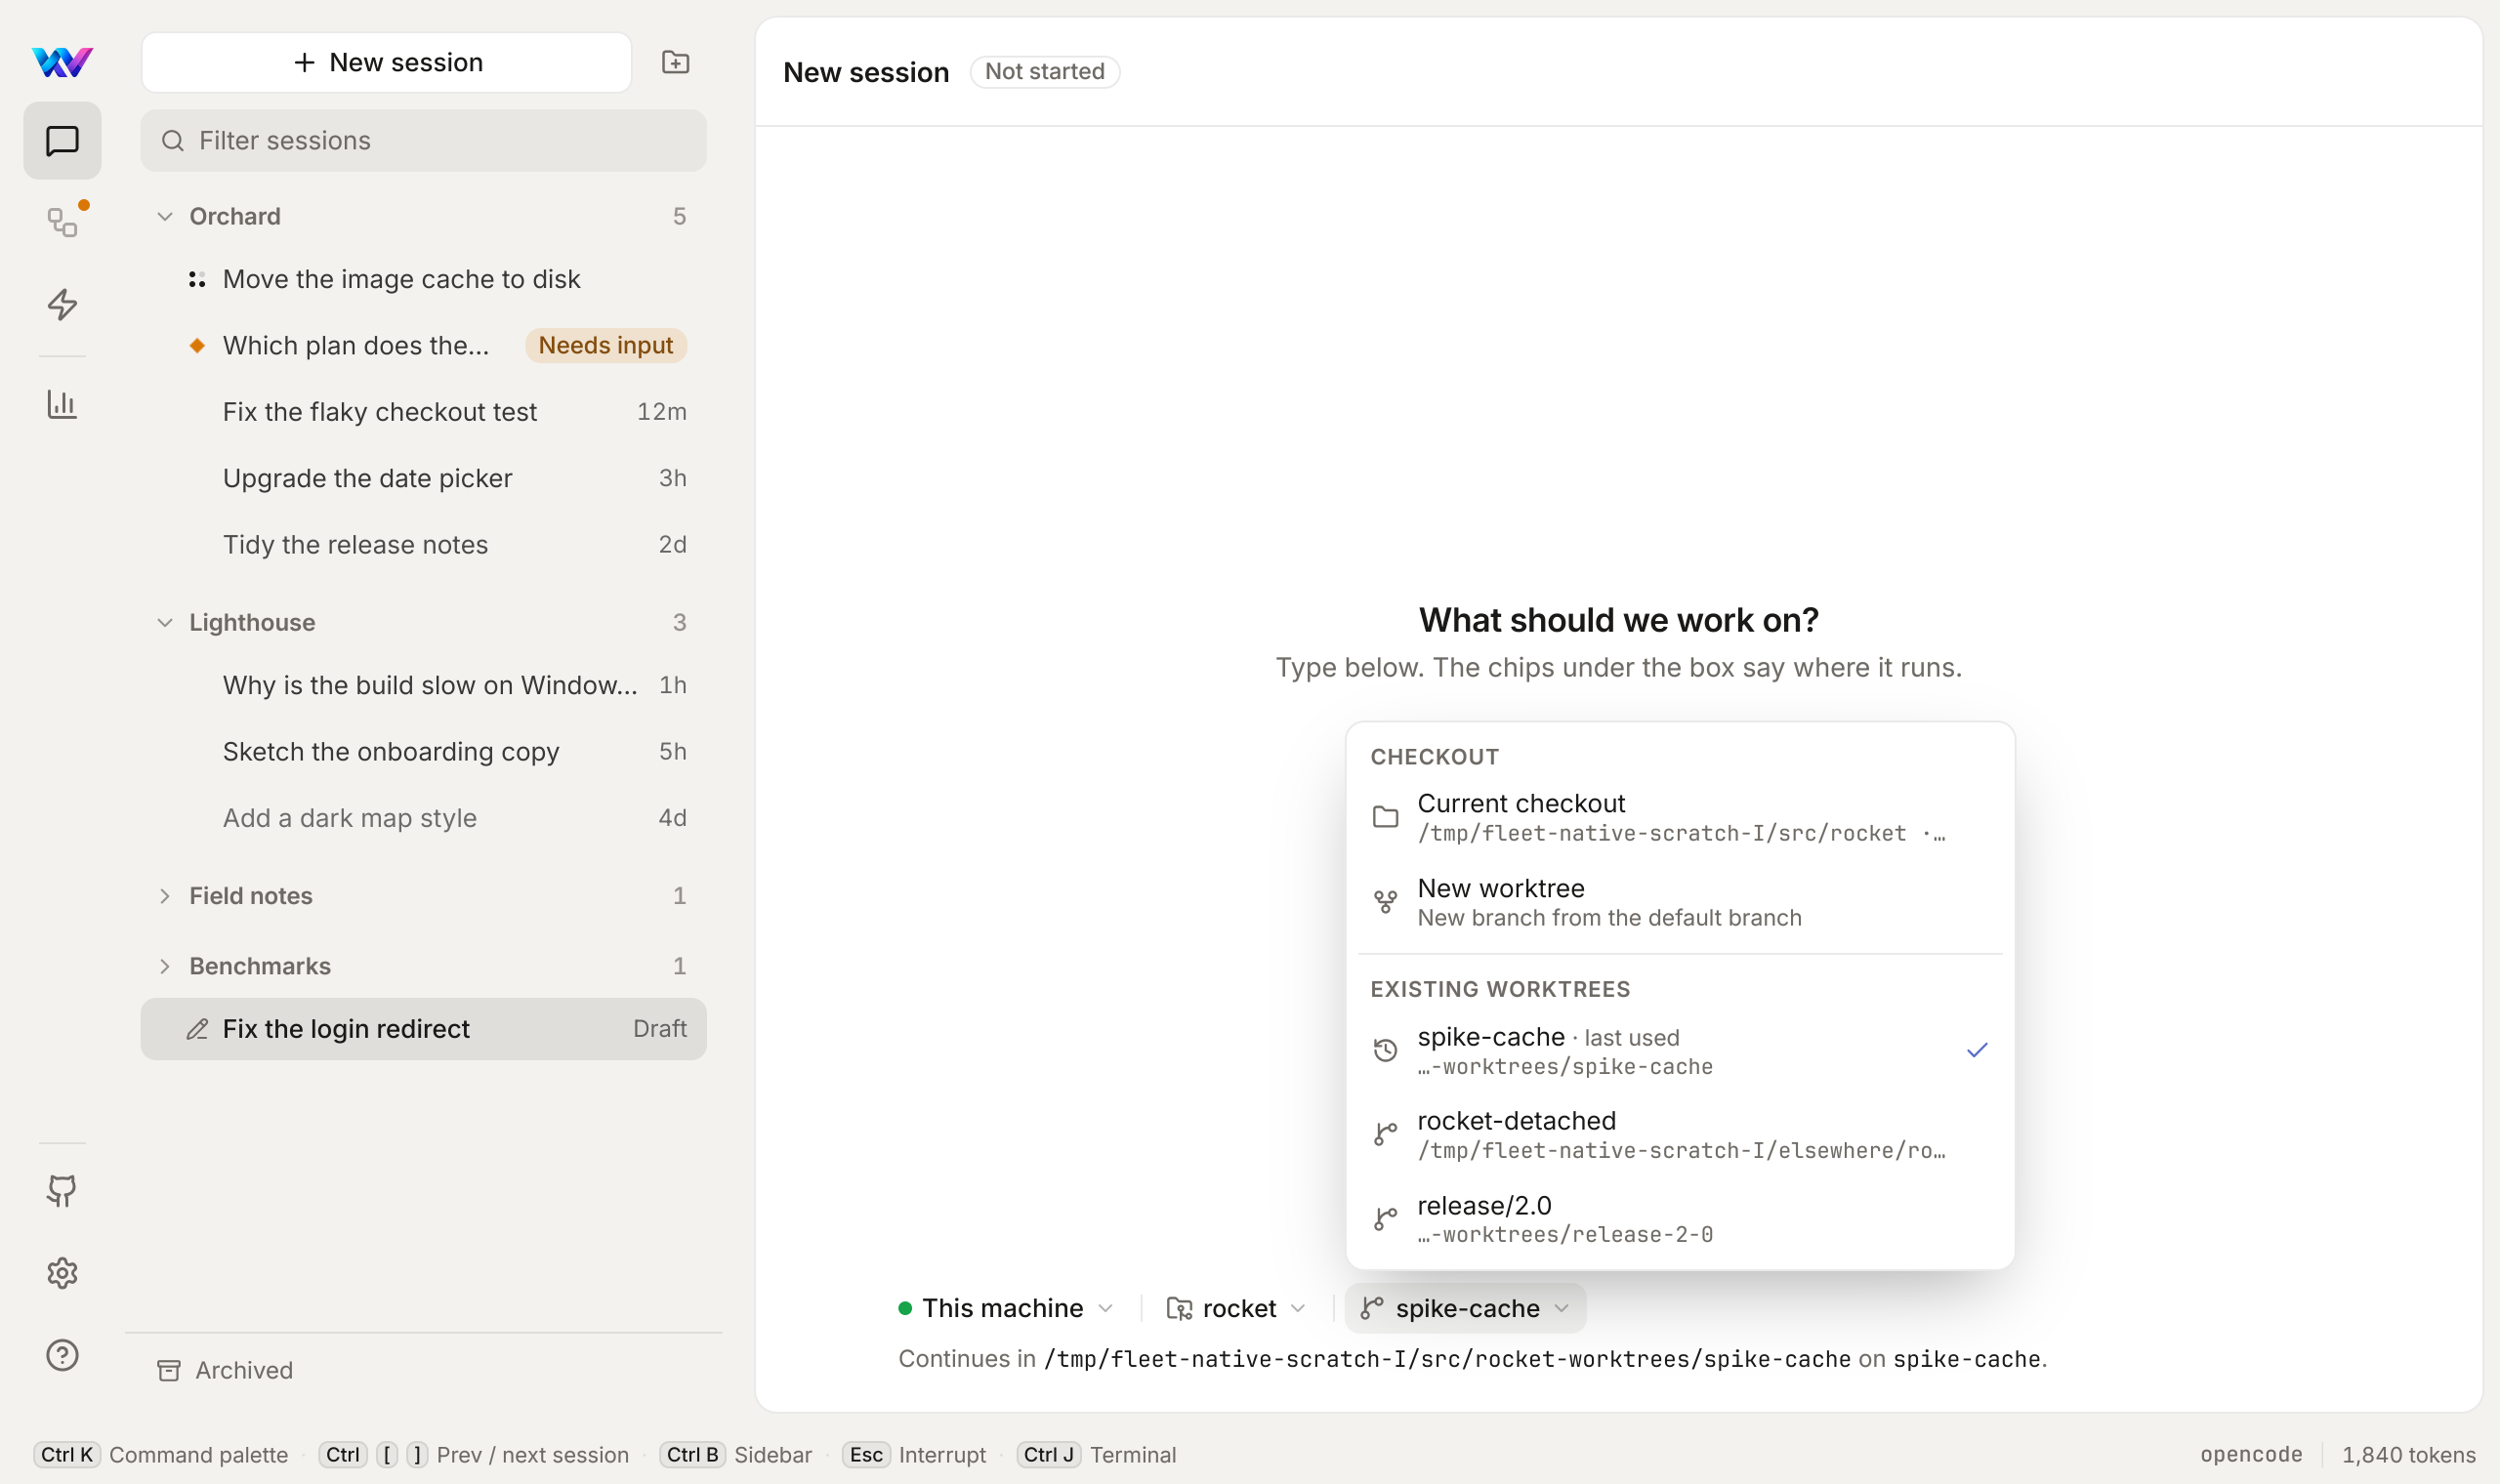 New session
Filter sessions
Orchard 5
Move the image cache to disk
Which plan does the... Needs input
Fix the flaky checkout test 12m
Upgrade the date picker 3h
Tidy the release notes 2d
Lighthouse 3
Why is the build slow on Window... 1h
Sketch the onboarding copy 5h
Add a dark map style 4d
Field notes 1
Benchmarks 1
Fix the login redirect Draft
Archived
New session Not started
What should we work on?
Type below. The chips under the box say where it runs.
CHECKOUT
Current checkout
/tmp/fleet-native-scratch-I/src/rocket ·…
New worktree
New branch from the default branch
EXISTING WORKTREES
spike-cache · last used
…-worktrees/spike-cache
rocket-detached
/tmp/fleet-native-scratch-I/elsewhere/ro…
release/2.0
…-worktrees/release-2-0
This machine rocket spike-cache
Continues in /tmp/fleet-native-scratch-I/src/rocket-worktrees/spike-cache on spike-cache.
Ctrl K Command palette · Ctrl [ ] Prev / next session · Ctrl B Sidebar · Esc Interrupt · Ctrl J Terminal
opencode 1,840 tokens